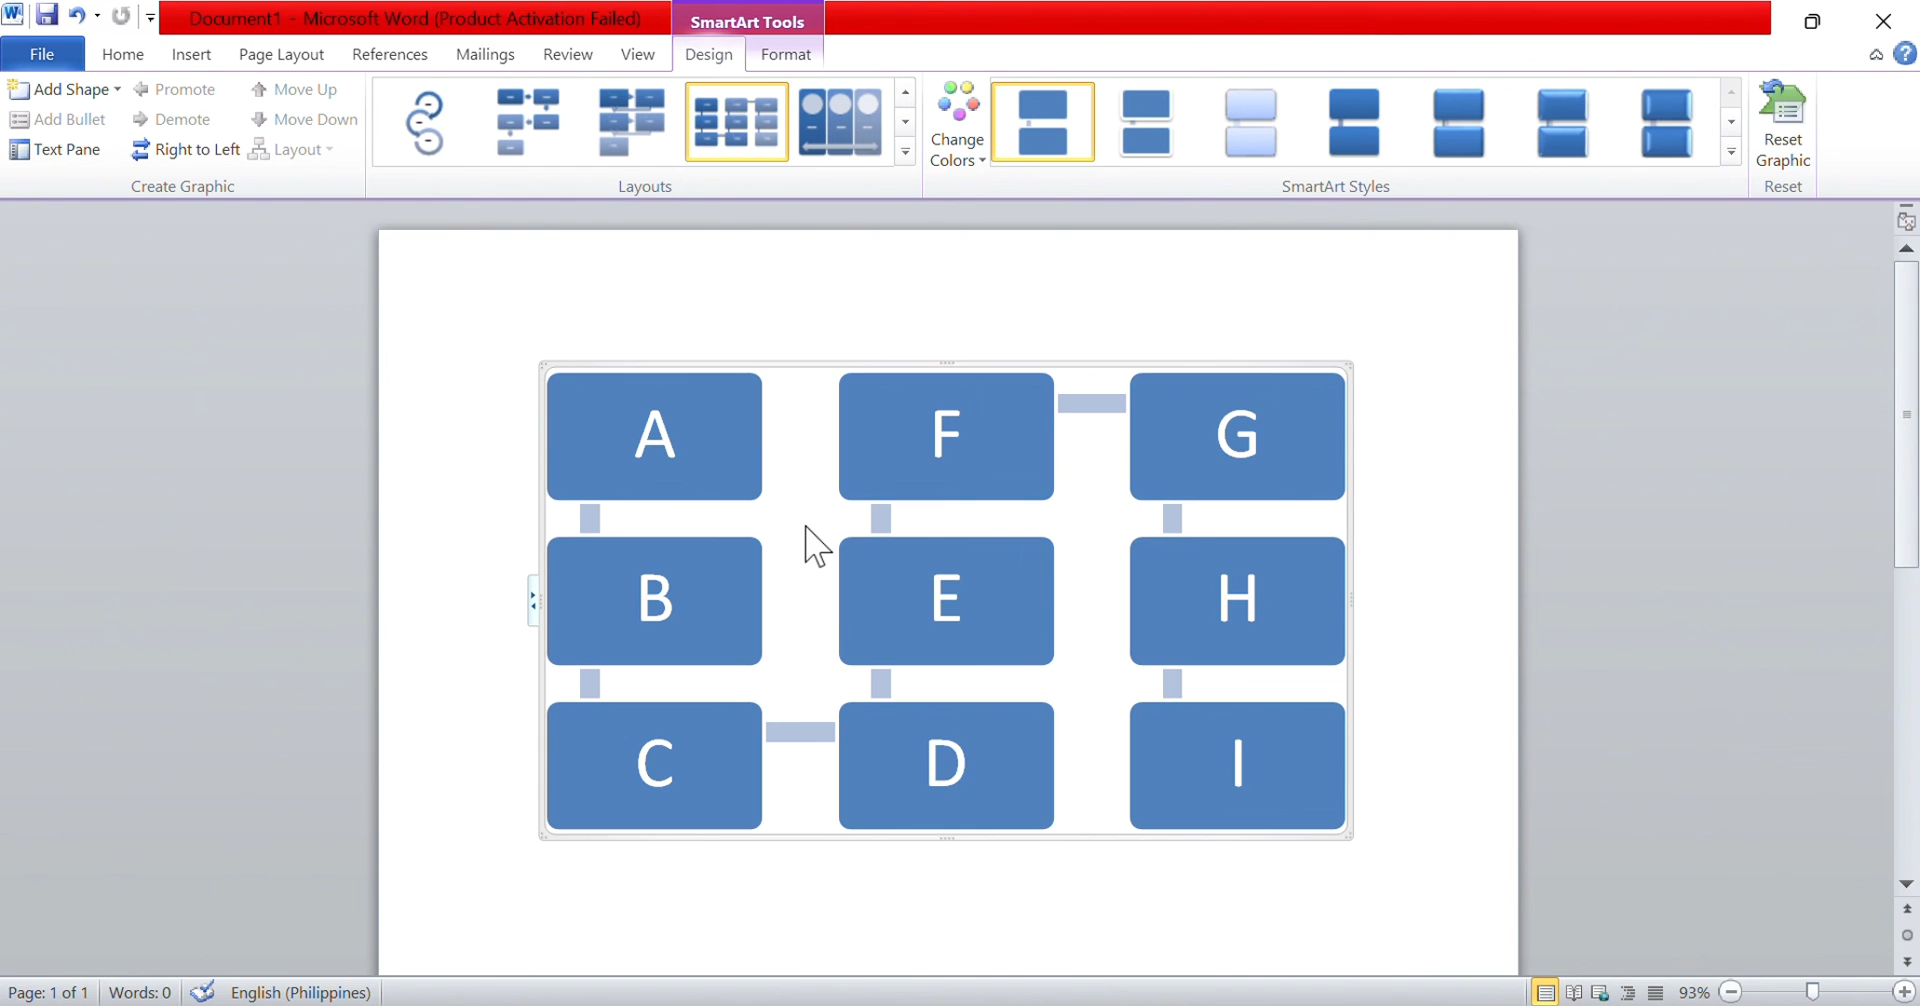 Document1 - Microsoft Word (Product Activation Failed)
SmartArt Tools
File Home Insert Page Layout References Mailings Review View Design Format
Add Shape Promote Move Up
Add Bullet Demote Move Down
Text Pane Right to Left Layout
Change
Colors
Reset
Graphic
Create Graphic Layouts SmartArt Styles Reset
A F G
B E H
C D I
Page: 1 of 1 Words: 0 English (Philippines) 93%